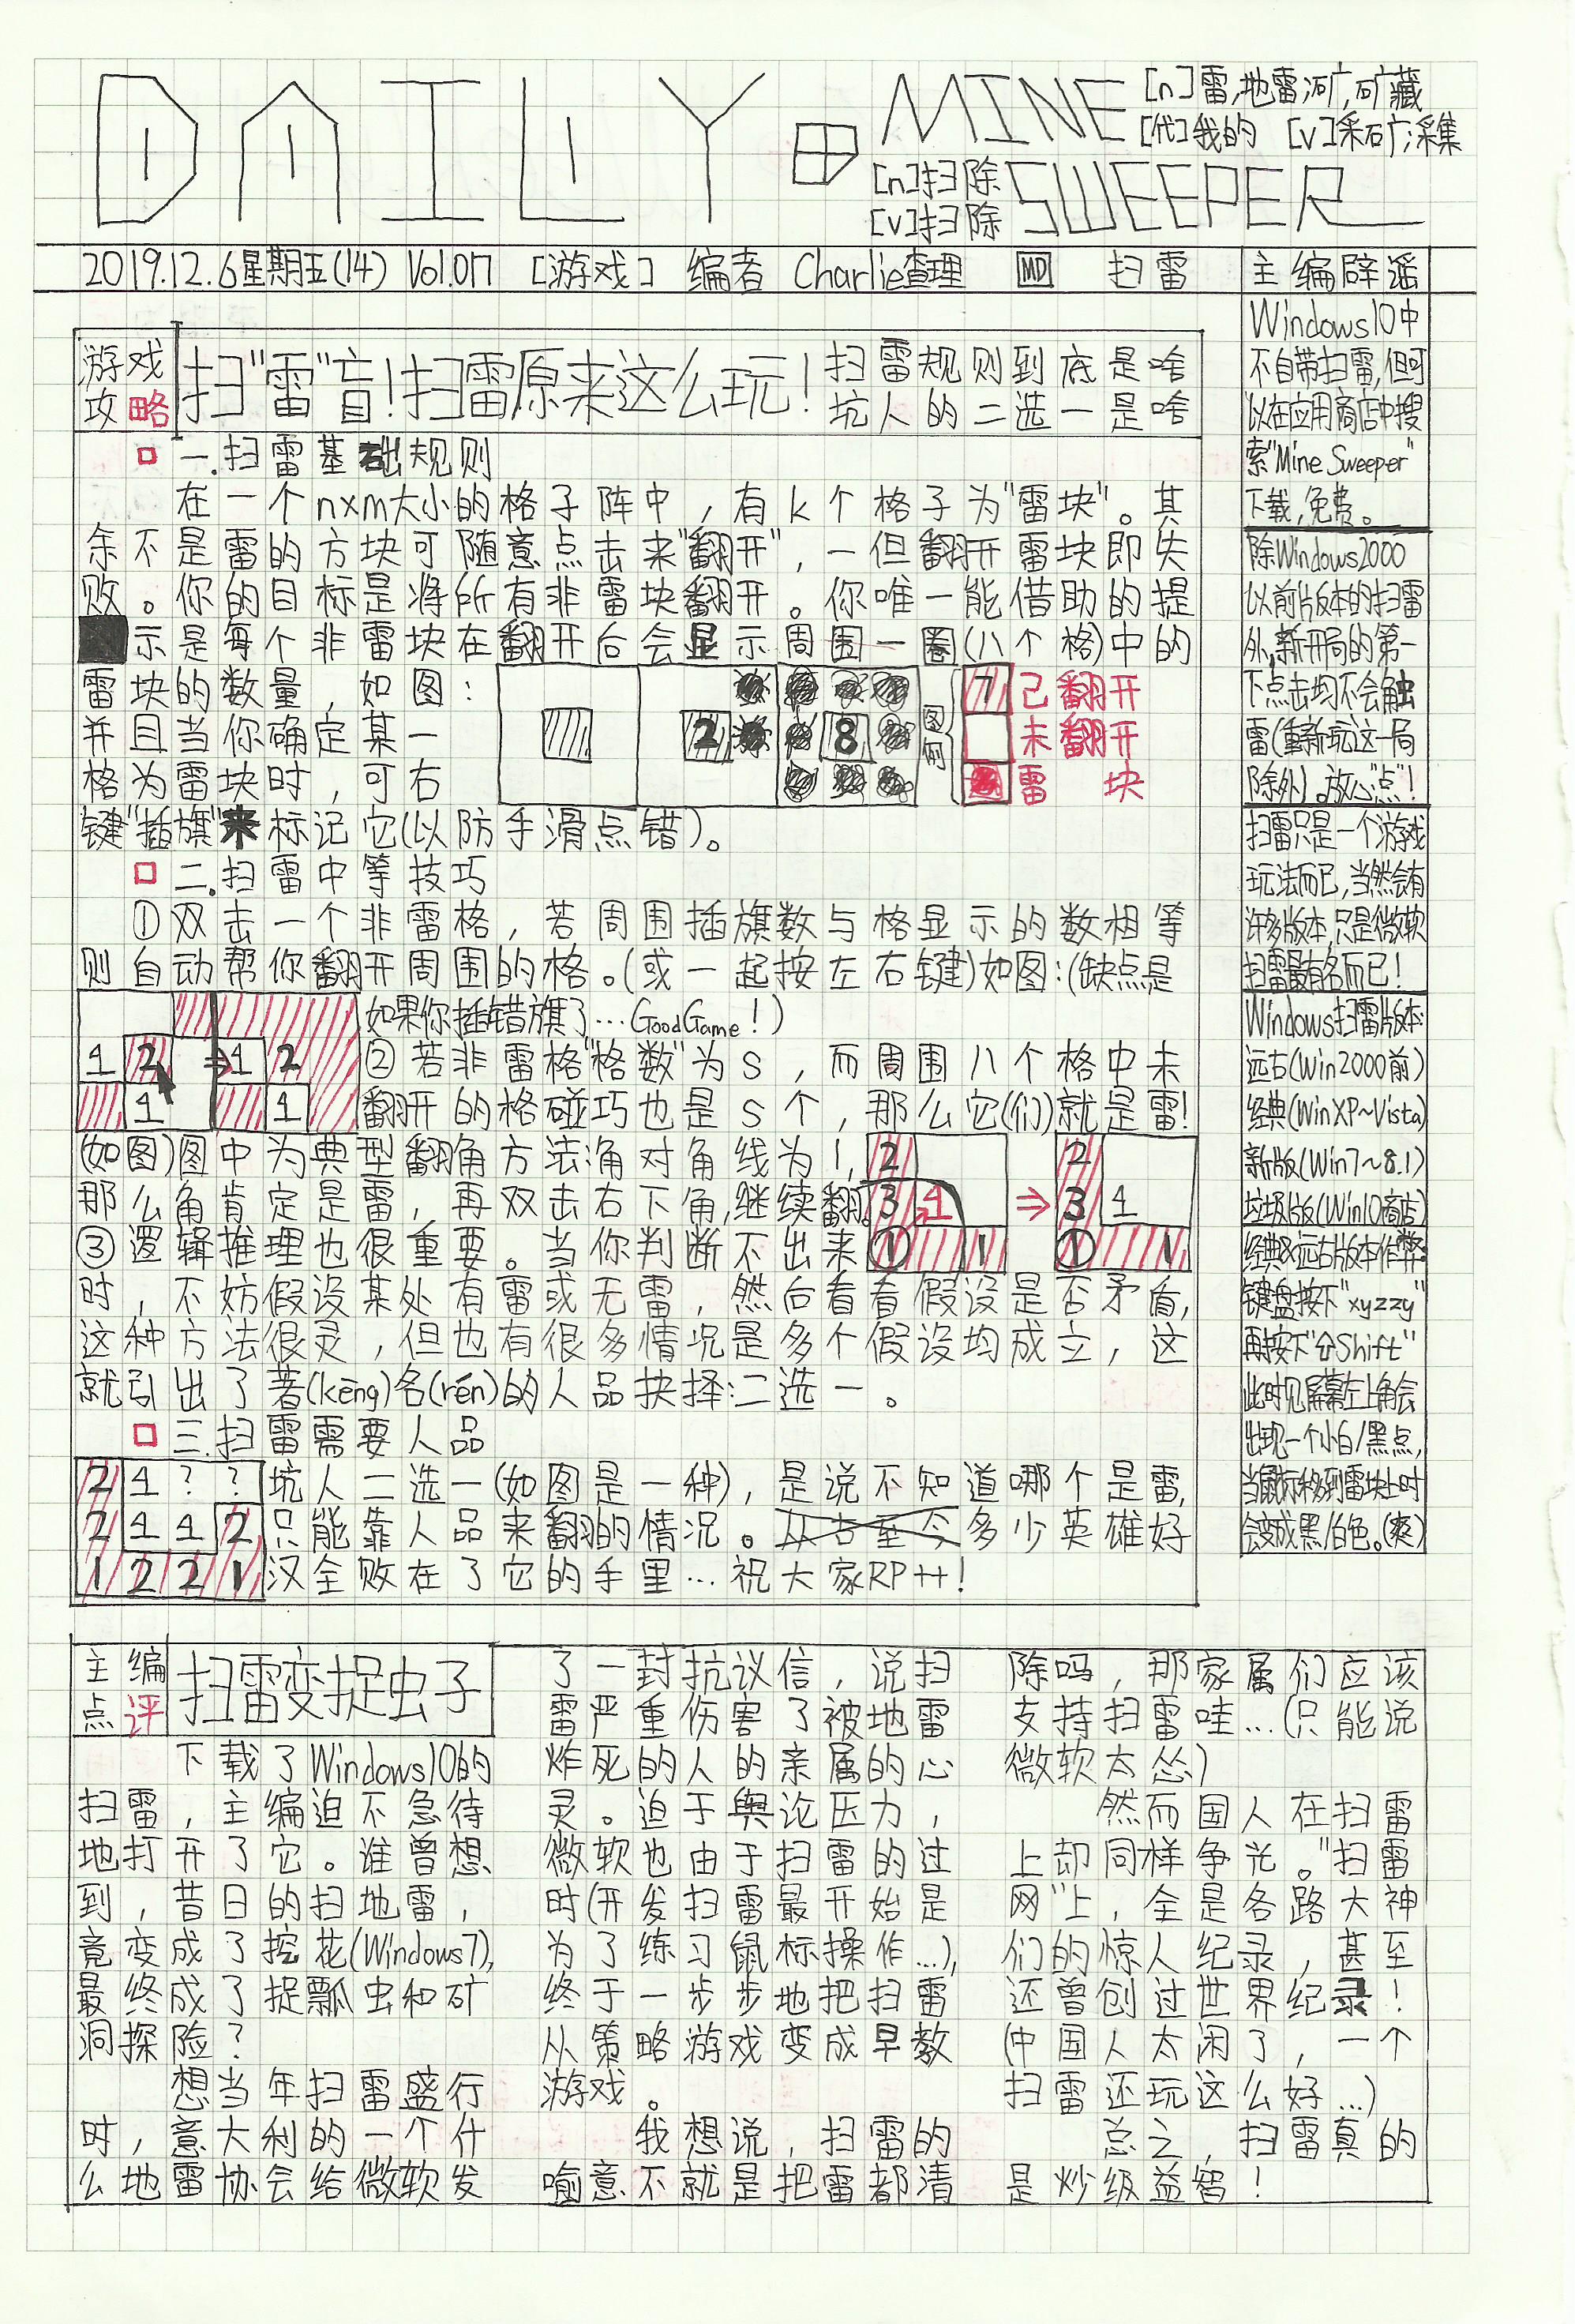 DAILY 田 MINE [n]雷,地雷;矿,矿藏
[代]我的 [v]采矿;采集
[n]扫除 SWEEPER
[v]扫除
2019.12.6星期五(14) Vol.017 [游戏] 编者 Charlie查理 MD 扫雷
游戏
攻略
扫"雷"盲!扫雷原来这么玩!
扫雷规则到底是啥
坑人的二选一是啥
一.扫雷基础规则
在一个n×m大小的格子阵中,有k个格子为"雷块"。其
余不是雷的方块可随意点击来"翻开",一但翻开雷块即失
败。你的目标是将所有非雷块翻开。你唯一能借助的提
示是每个非雷块在翻开后会显示周围一圈(八个格)中的
雷块的数量,如图:
并且当你确定某一
格为雷块时,可右
键"插旗"来标记它(以防手滑点错)。
2 8
图例
7 已翻开
未翻开
雷块
二.扫雷中等技巧
①双击一个非雷格,若周围插旗数与格显示的数相等
则自动帮你翻开周围的格。(或一起按左右键)如图:(缺点是
如果你插错旗了…GoodGame!)
1 2 ⇒ 1 2
1 1
②若非雷格"格数"为S,而周围八个格中未
翻开的格碰巧也是S个,那么它(们)就是雷!
(如图)图中为典型翻角方法:角对角线为1,
那么角肯定是雷,再双击右下角,继续翻。
2 2
3 1 ⇒ 3 1
① 1 ① 1
③逻辑推理也很重要。当你判断不出来
时,不妨假设某处有雷或无雷,然后看看假设是否矛盾,
这种方法很灵,但也有很多情况是多个假设均成立,这
就引出了著(kēng)名(rén)的人品抉择:二选一。
三.扫雷需要人品
2 1 ? ?
2 1 1 2
1 2 2 1
坑人二选一(如图是一种),是说不知道哪个是雷,
只能靠人品来翻的情况。从古至今多少英雄好
汉全败在了它的手里…祝大家RP++!
主编辟谣
Windows10中
不自带扫雷,但可
以在应用商店中搜
索"Mine Sweeper"
下载,免费。
除Windows2000
以前版本的扫雷
外,新开局的第一
下点击均不会触
雷(重新玩这一局
除外)。放心"点"!
扫雷只是一个游戏
玩法而已,当然会有
许多版本,只是微软
扫雷最有名而已!
Windows扫雷版本:
远古(Win2000前)
经典(WinXP~Vista)
新版(Win7~8.1)
垃圾版(Win10商店)
经典&远古版本作弊:
键盘按下"xyzzy"
再按下"⇧Shift"
此时见屏幕左上角会
出现一个小白/黑点,
当鼠标移到雷块上时
会变成黑/白色。(爽)
主编
点评
扫雷变捉虫子
下载了Windows10的
扫雷,主编迫不急待
地打开了它。谁曾想
到,昔日的扫地雷,
竟变成了挖花(Windows7),
最终成了捉瓢虫和矿
洞探险?
想当年扫雷盛行
时,意大利的一个什
么地雷协会给微软发
了一封抗议信,说扫
雷严重伤害了被地雷
炸死的人的亲属的心
灵。迫于舆论压力,
微软也由于扫雷的过
时(开发扫雷最开始是
为了练习鼠标操作…),
终于一步步地把扫雷
从策略游戏变成早教
游戏。
我想说,扫雷的
喻意不就是把雷都清
除吗,那家属们应该
支持扫雷哇…(只能说
微软太怂)
然而国人在扫雷
上却同样争光。"扫雷
网"上,全是各路大神
们的惊人纪录,甚至
还曾创过世界纪录!
(中国人太闲了,一个
扫雷还玩这么好…)
总之,扫雷真的
是炒级益智!